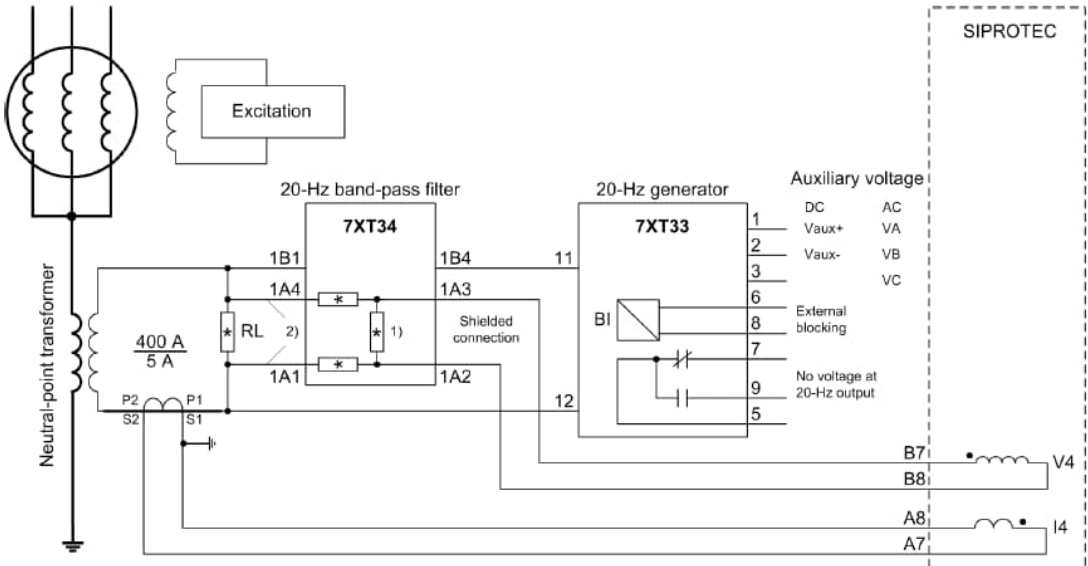 SIPROTEC
Excitation
20-Hz band-pass filter
20-Hz generator
Auxiliary voltage
7XT34
7XT33
DC
AC
1
Vaux+
VA
2
Vaux-
VB
3
VC
1B1
1B4
11
1A4
1A3
6
External
blocking
8
BI
*
*
*
*
RL
2)
1)
Shielded
connection
400 A
5 A
7
1A1
1A2
No voltage at
20-Hz output
9
5
12
P2
P1
S2
S1
Neutral-point transformer
B7
V4
B8
A8
I4
A7